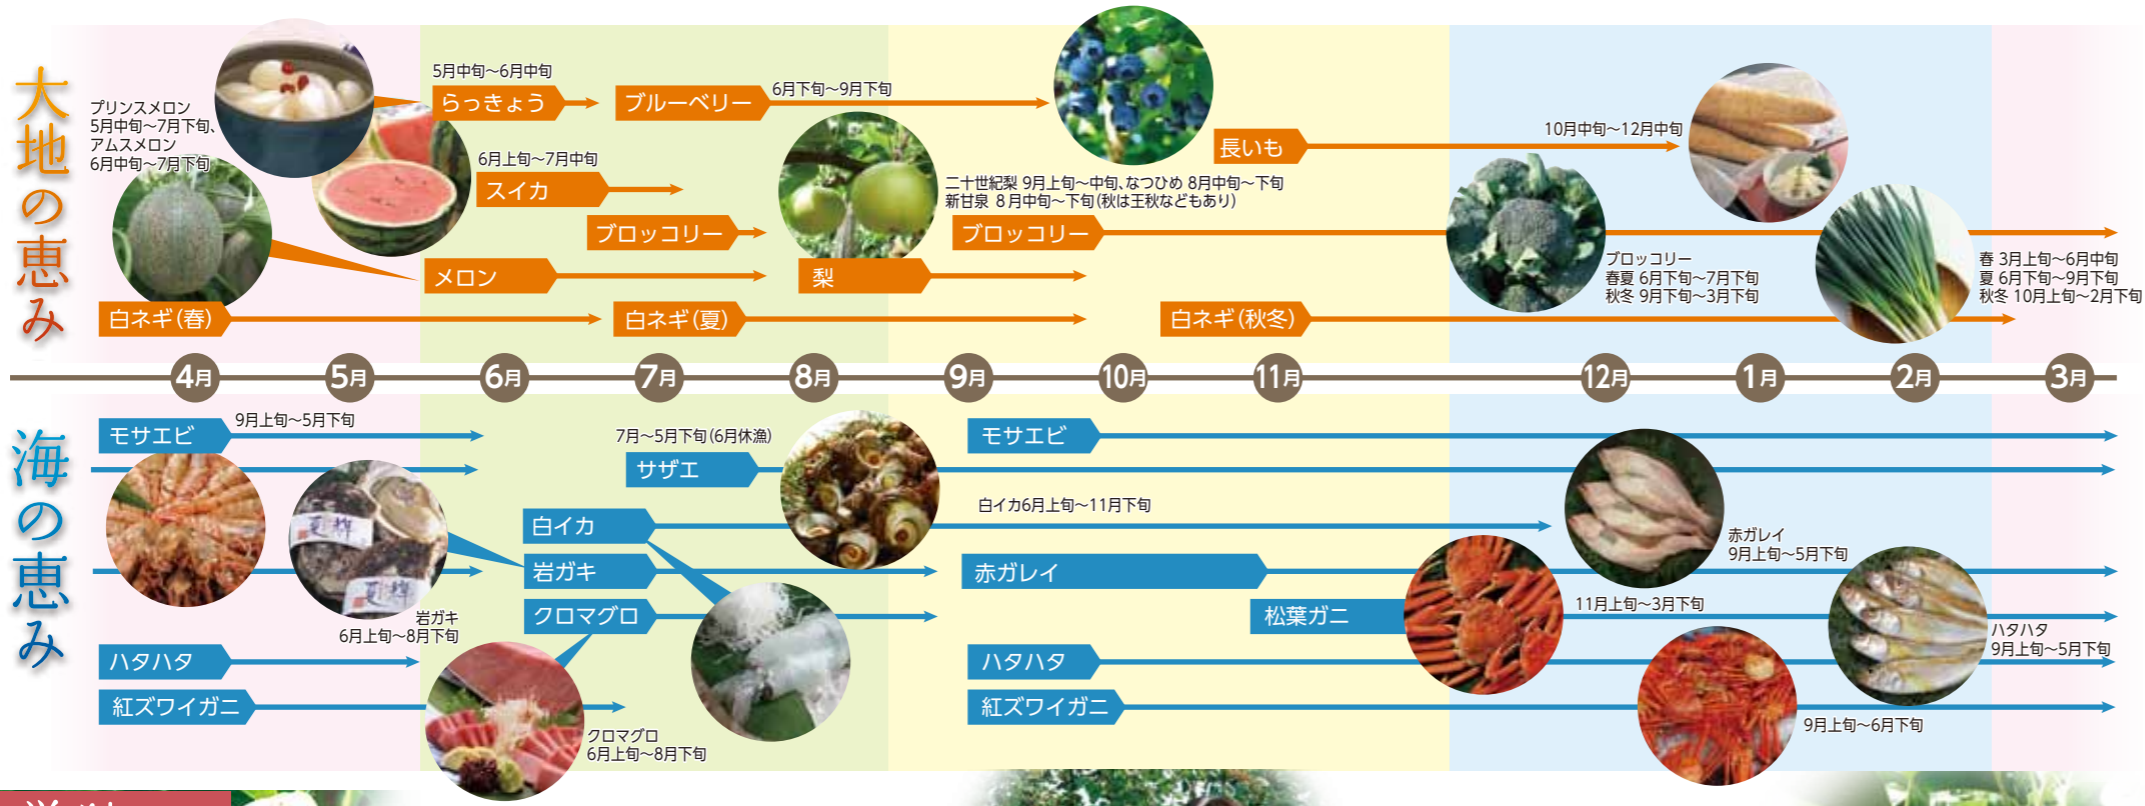 大地の恵み
プリンスメロン
5月中旬～7月下旬、
アムスメロン
6月中旬～7月下旬
5月中旬～6月中旬
らっきょう
ブルーベリー
6月下旬～9月下旬
長いも
10月中旬～12月中旬
6月上旬～7月中旬
スイカ
二十世紀梨 9月上旬～中旬、なつひめ 8月中旬～下旬
新甘泉 8月中旬～下旬(秋は王秋などもあり)
ブロッコリー
ブロッコリー
ブロッコリー
春夏 6月下旬～7月下旬
秋冬 9月下旬～3月下旬
春 3月上旬～6月中旬
夏 6月下旬～9月下旬
秋冬 10月上旬～2月下旬
メロン
梨
白ネギ(春)
白ネギ(夏)
白ネギ(秋冬)
4月
5月
6月
7月
8月
9月
10月
11月
12月
1月
2月
3月
海の恵み
モサエビ
9月上旬～5月下旬
7月～5月下旬(6月休漁)
サザエ
モサエビ
白イカ
白イカ6月上旬～11月下旬
岩ガキ
赤ガレイ
赤ガレイ
9月上旬～5月下旬
クロマグロ
松葉ガニ
11月上旬～3月下旬
岩ガキ
6月上旬～8月下旬
ハタハタ
ハタハタ
ハタハタ
9月上旬～5月下旬
紅ズワイガニ
紅ズワイガニ
9月上旬～6月下旬
クロマグロ
6月上旬～8月下旬